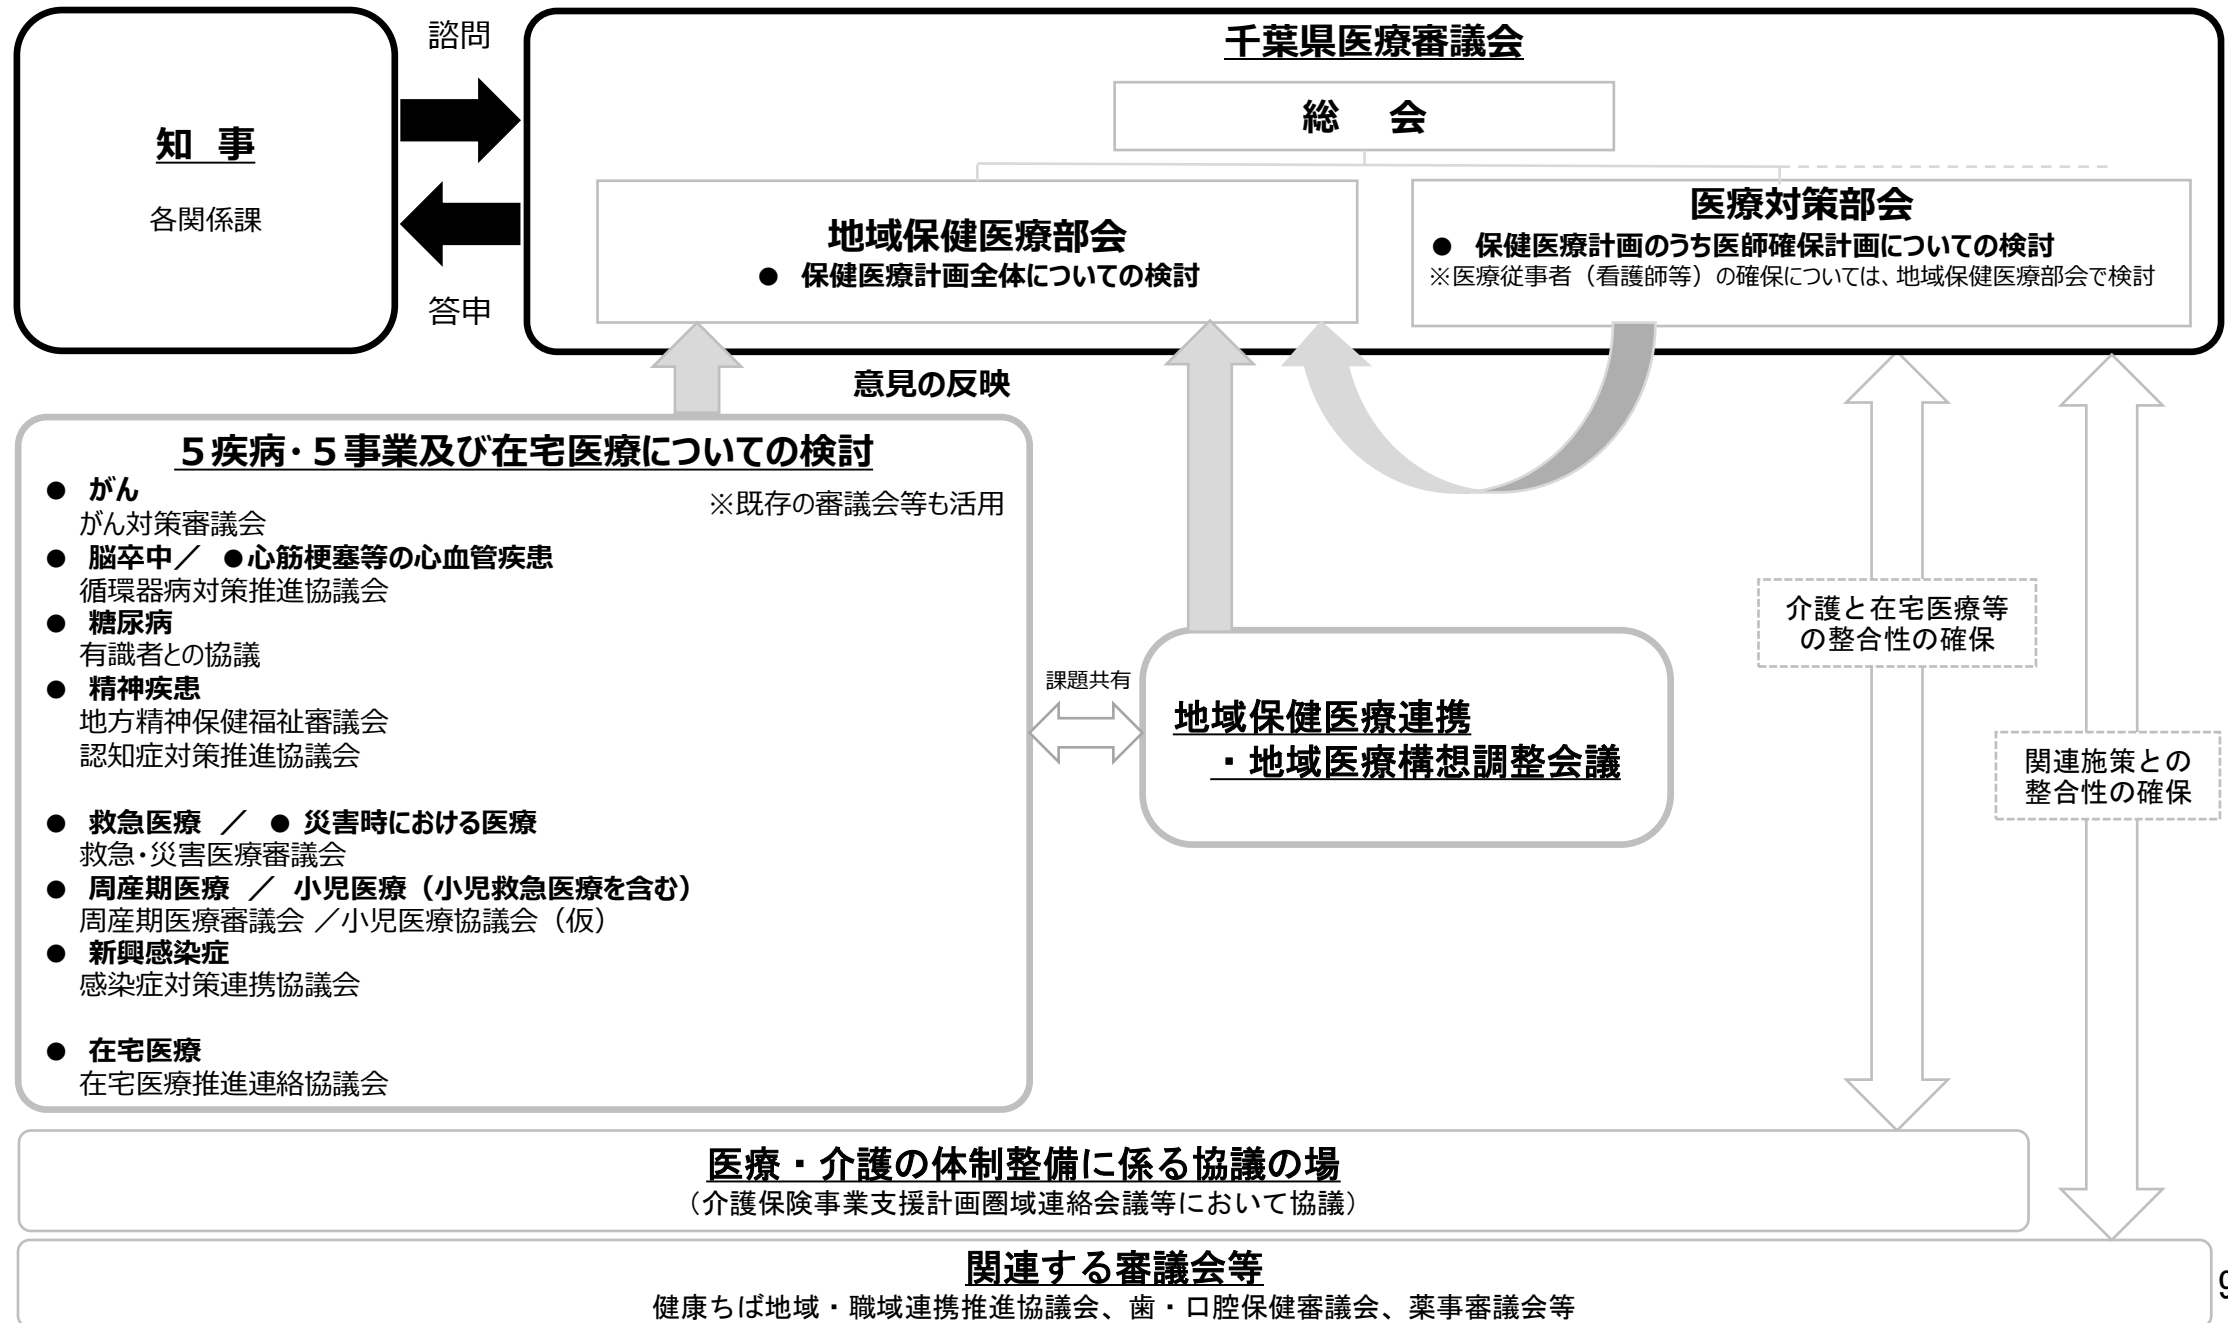 諮問
知 事
各関係課
答申
千葉県医療審議会
総 会
地域保健医療部会
● 保健医療計画全体についての検討
医療対策部会
● 保健医療計画のうち医師確保計画についての検討
※医療従事者（看護師等）の確保については、地域保健医療部会で検討
意見の反映
５疾病・５事業及び在宅医療についての検討
※既存の審議会等も活用
● がん
がん対策審議会
● 脳卒中／ ●心筋梗塞等の心血管疾患
循環器病対策推進協議会
● 糖尿病
有識者との協議
● 精神疾患
地方精神保健福祉審議会
認知症対策推進協議会
● 救急医療 ／ ● 災害時における医療
救急・災害医療審議会
● 周産期医療 ／ 小児医療（小児救急医療を含む）
周産期医療審議会 ／小児医療協議会（仮）
● 新興感染症
感染症対策連携協議会
● 在宅医療
在宅医療推進連絡協議会
課題共有
地域保健医療連携
・地域医療構想調整会議
介護と在宅医療等
の整合性の確保
関連施策との
整合性の確保
医療・介護の体制整備に係る協議の場
（介護保険事業支援計画圏域連絡会議等において協議）
関連する審議会等
健康ちば地域・職域連携推進協議会、歯・口腔保健審議会、薬事審議会等
9